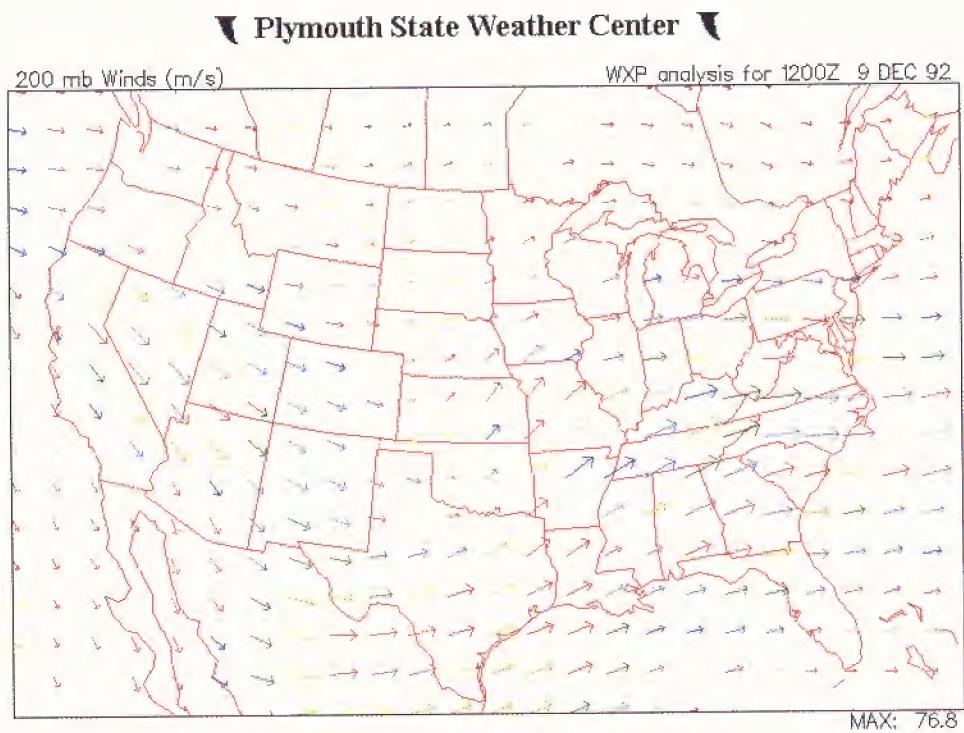 Plymouth State Weather Center
200 mb Winds (m/s) WXP analysis for 1200Z 9 DEC 92
MAX: 76.8